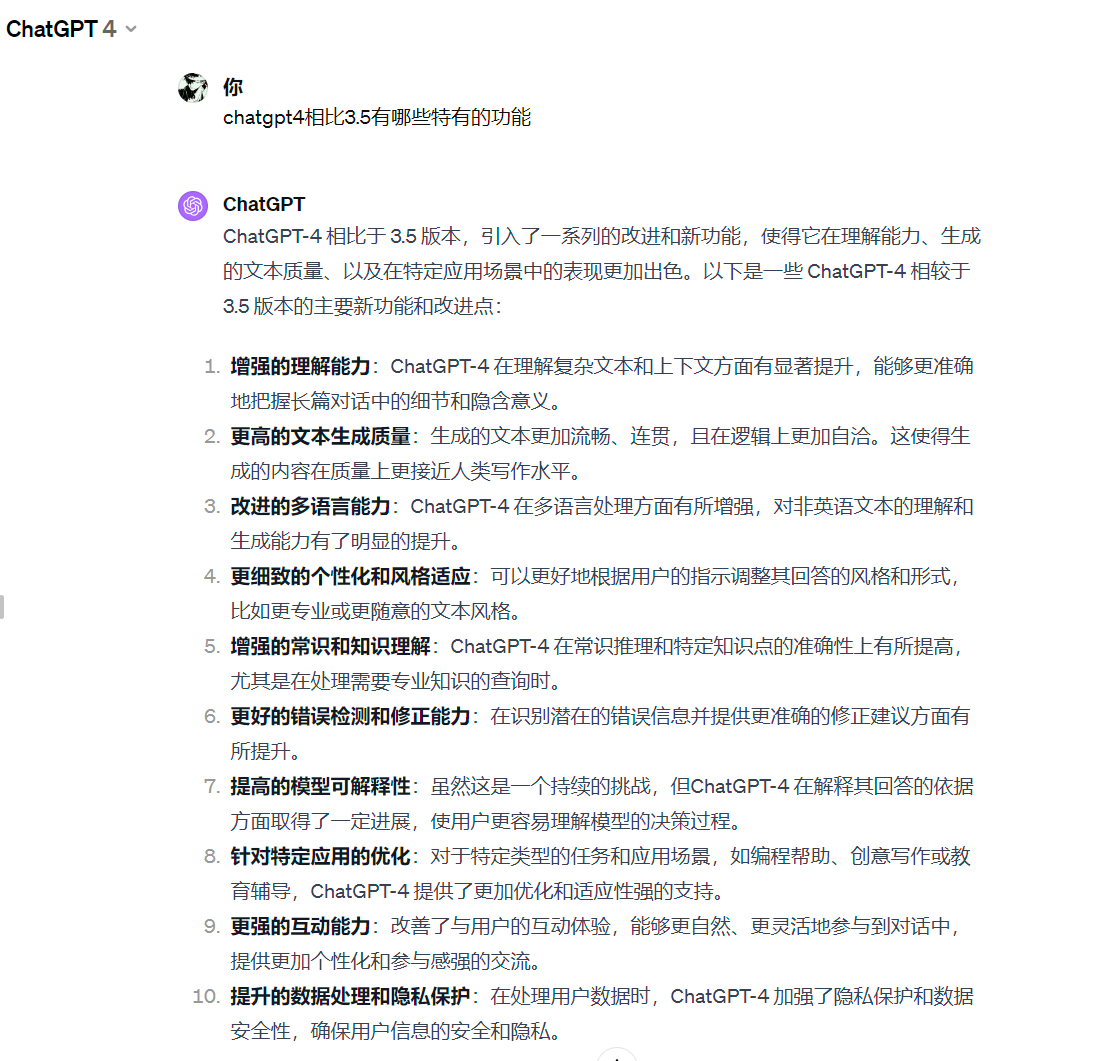 ChatGPT 4
你
chatgpt4相比3.5有哪些特有的功能
ChatGPT
ChatGPT-4 相比于 3.5 版本，引入了一系列的改进和新功能，使得它在理解能力、生成
的文本质量、以及在特定应用场景中的表现更加出色。以下是一些 ChatGPT-4 相较于
3.5 版本的主要新功能和改进点：
1. 增强的理解能力：ChatGPT-4 在理解复杂文本和上下文方面有显著提升，能够更准确
地把握长篇对话中的细节和隐含意义。
2. 更高的文本生成质量：生成的文本更加流畅、连贯，且在逻辑上更加自洽。这使得生
成的内容在质量上更接近人类写作水平。
3. 改进的多语言能力：ChatGPT-4 在多语言处理方面有所增强，对非英语文本的理解和
生成能力有了明显的提升。
4. 更细致的个性化和风格适应：可以更好地根据用户的指示调整其回答的风格和形式，
比如更专业或更随意的文本风格。
5. 增强的常识和知识理解：ChatGPT-4 在常识推理和特定知识点的准确性上有所提高，
尤其是在处理需要专业知识的查询时。
6. 更好的错误检测和修正能力：在识别潜在的错误信息并提供更准确的修正建议方面有
所提升。
7. 提高的模型可解释性：虽然这是一个持续的挑战，但ChatGPT-4 在解释其回答的依据
方面取得了一定进展，使用户更容易理解模型的决策过程。
8. 针对特定应用的优化：对于特定类型的任务和应用场景，如编程帮助、创意写作或教
育辅导，ChatGPT-4 提供了更加优化和适应性强的支持。
9. 更强的互动能力：改善了与用户的互动体验，能够更自然、更灵活地参与到对话中，
提供更加个性化和参与感强的交流。
10. 提升的数据处理和隐私保护：在处理用户数据时，ChatGPT-4 加强了隐私保护和数据
安全性，确保用户信息的安全和隐私。